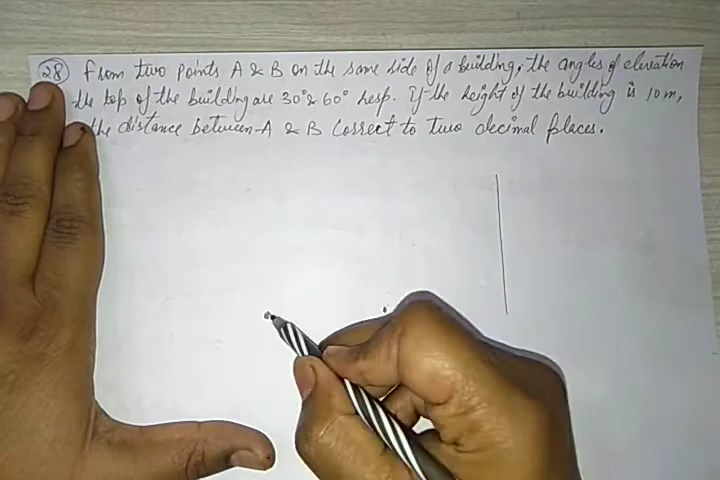 28 From two points A & B on the same side of a building, the angles of elevation
the top of the building are 30° & 60° resp. If the height of the building is 10m,
the distance between A & B Correct to two decimal places.